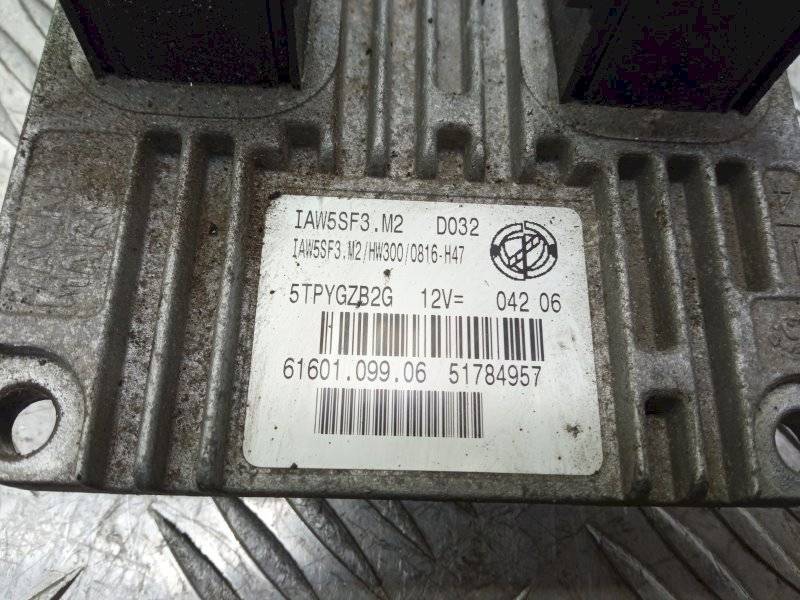 IAW5SF3.M2 D032
IAW5SF3.M2/HW300/0816-H47
5TPYGZB2G 12V= 042 06
61601.099.06 51784957